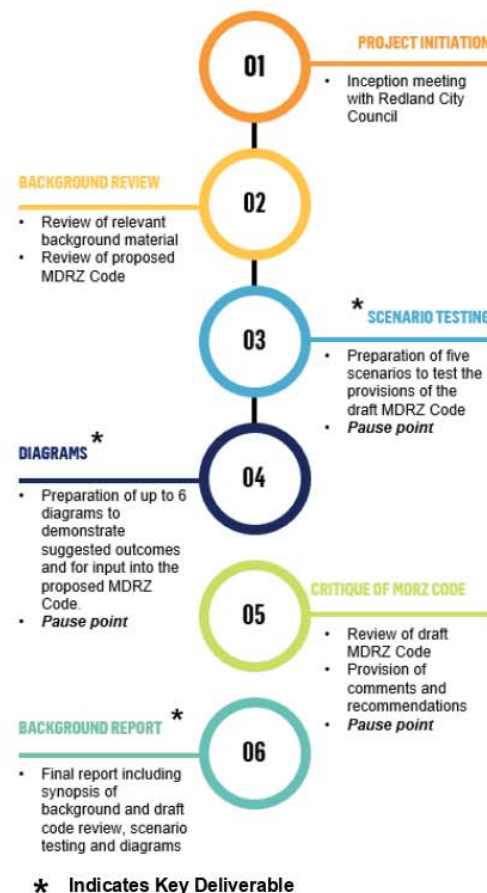 01
PROJECT INITIATION
• Inception meeting
with Redland City
Council
02
BACKGROUND REVIEW
• Review of relevant
background material
• Review of proposed
MDRZ Code
03
* SCENARIO TESTING
• Preparation of five
scenarios to test the
provisions of the
draft MDRZ Code
• Pause point
04
DIAGRAMS *
• Preparation of up to 6
diagrams to
demonstrate
suggested outcomes
and for input into the
proposed MDRZ
Code.
• Pause point
05
CRITIQUE OF MDRZ CODE
• Review of draft
MDRZ Code
• Provision of
comments and
recommendations
• Pause point
06
BACKGROUND REPORT *
• Final report including
synopsis of
background and draft
code review, scenario
testing and diagrams
* Indicates Key Deliverable